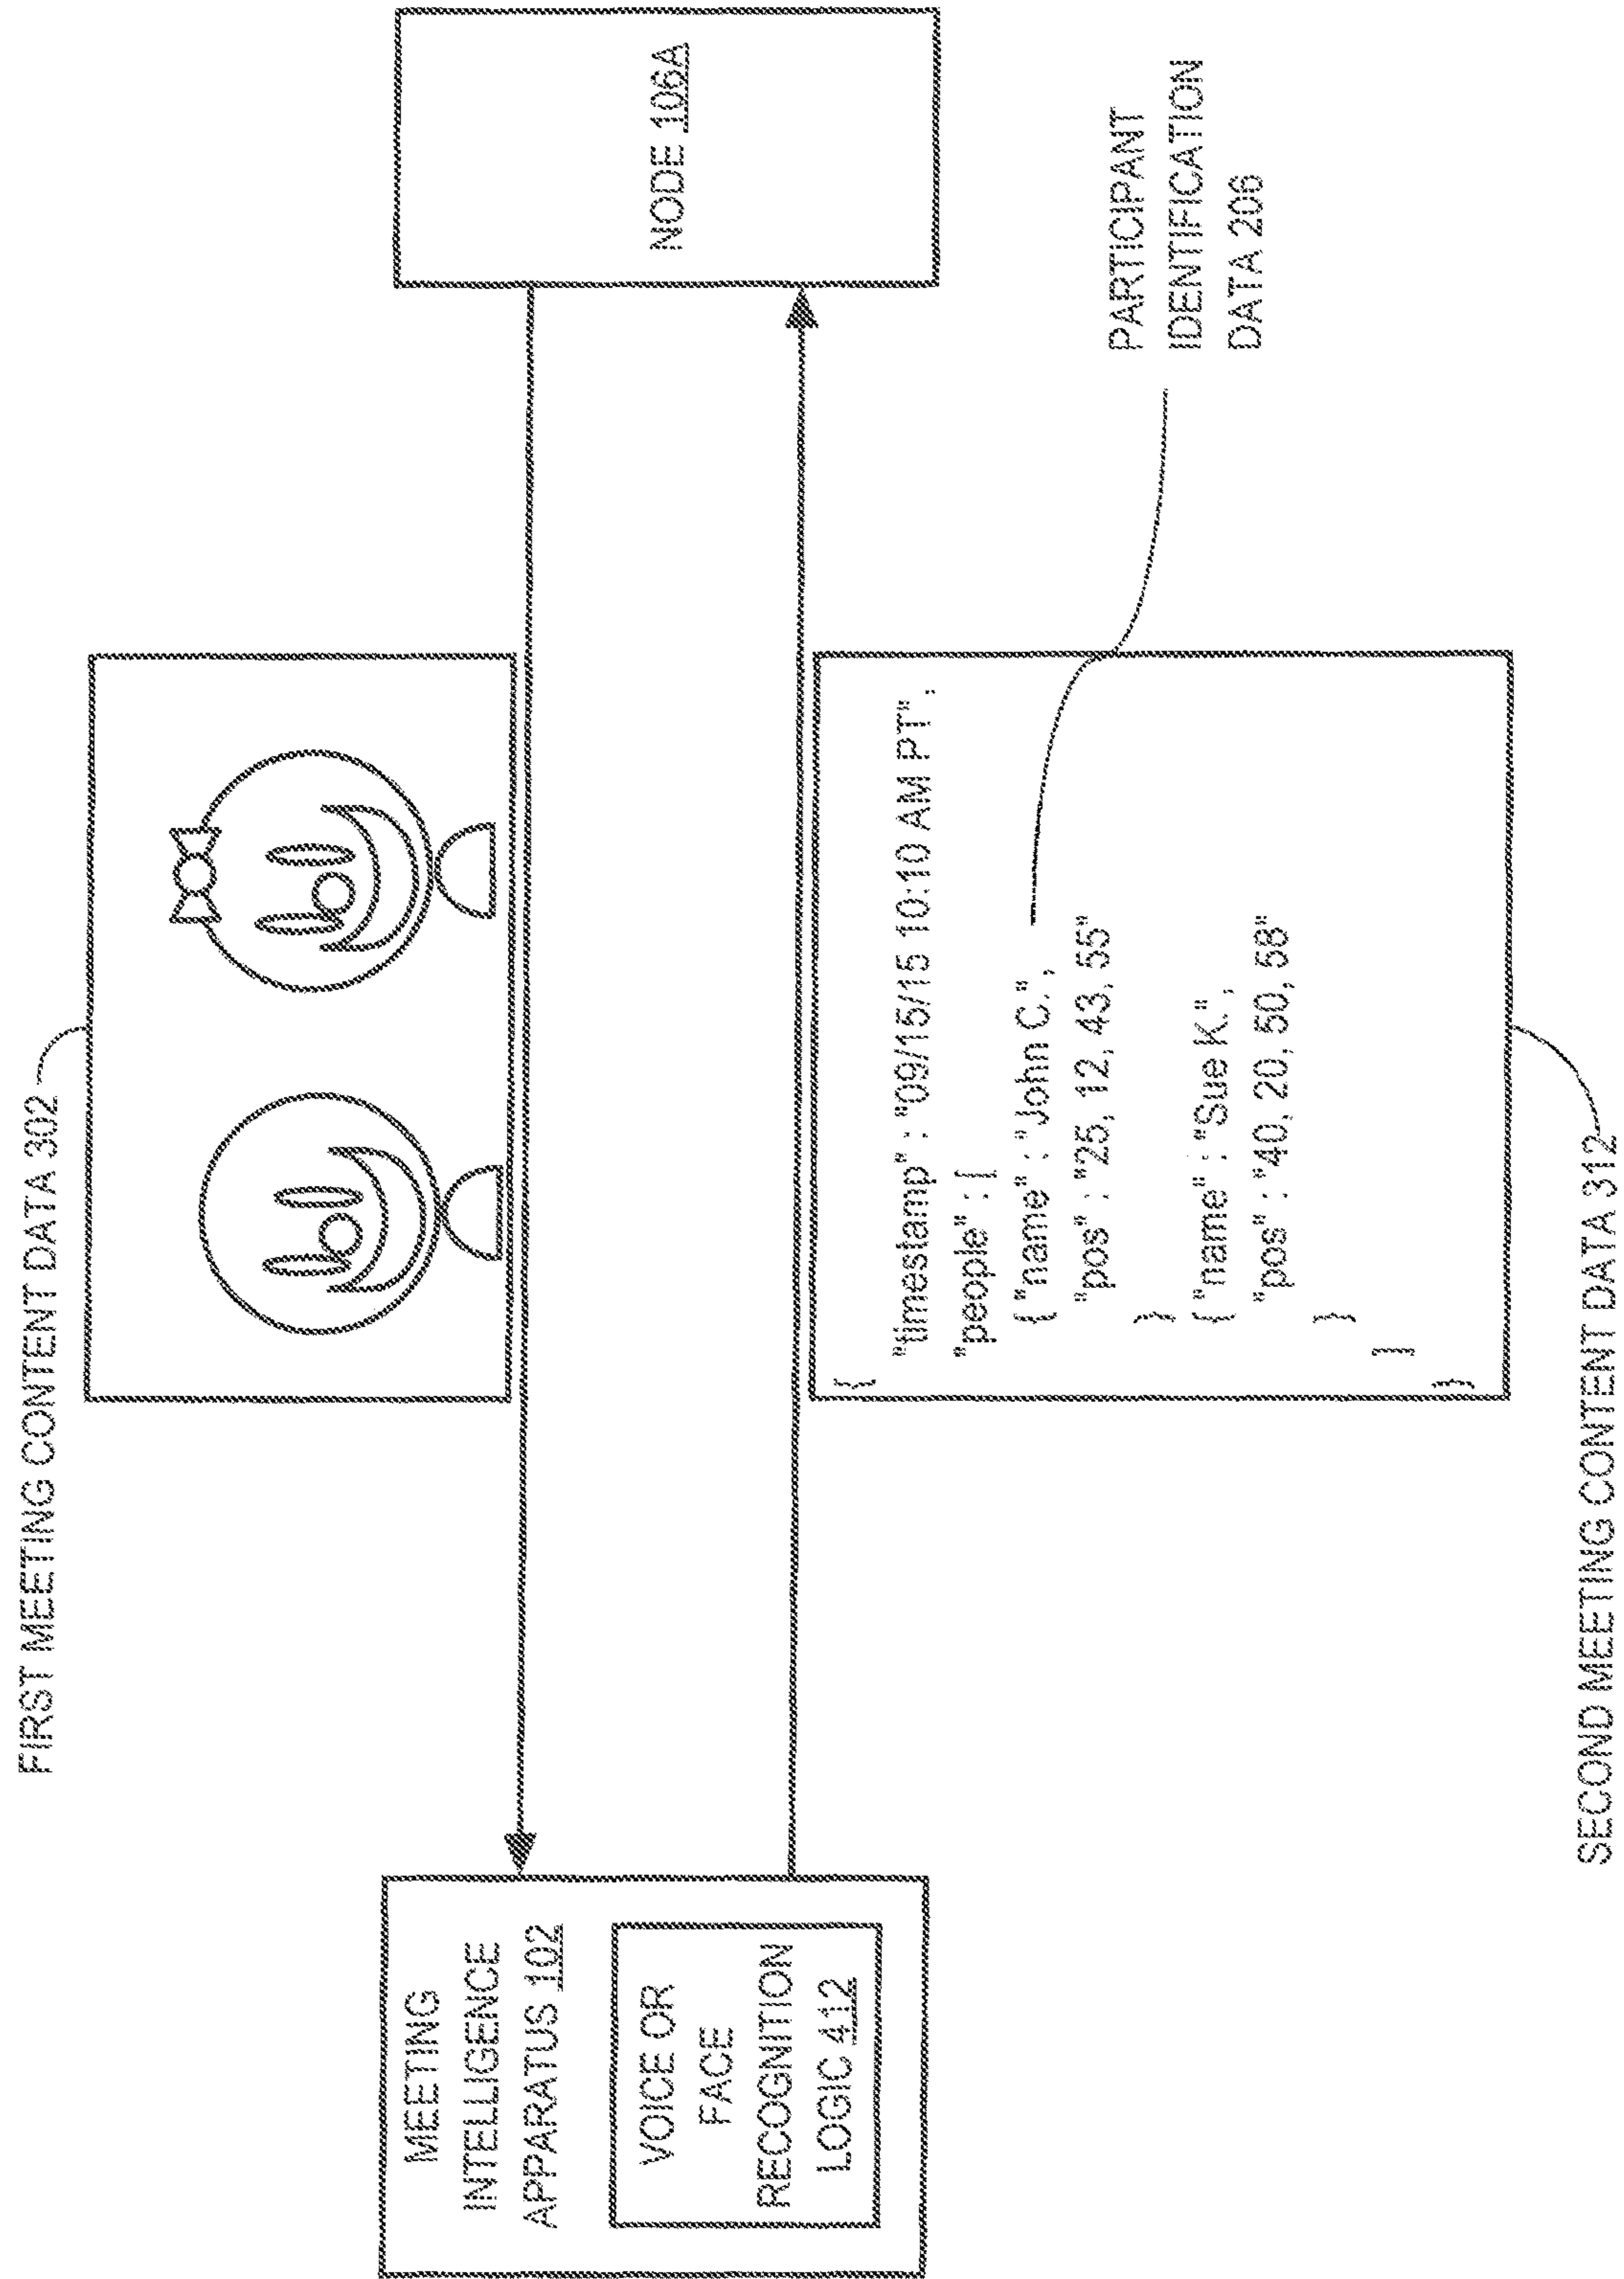 FIRST MEETING CONTENT DATA 302
MEETING
INTELLIGENCE
APPARATUS 102
VOICE OR
FACE
RECOGNITION
LOGIC 412
NODE 106A
{
"timestamp" : "09/15/15 10:10 AM PT" ,
"people" : [
{ "name" : "John C." ,
"pos" : "25, 12, 43, 55"
}
{ "name" : "Sue K." ,
"pos" : "40, 20, 50, 58"
}
]
}
PARTICIPANT
IDENTIFICATION
DATA 206
SECOND MEETING CONTENT DATA 312